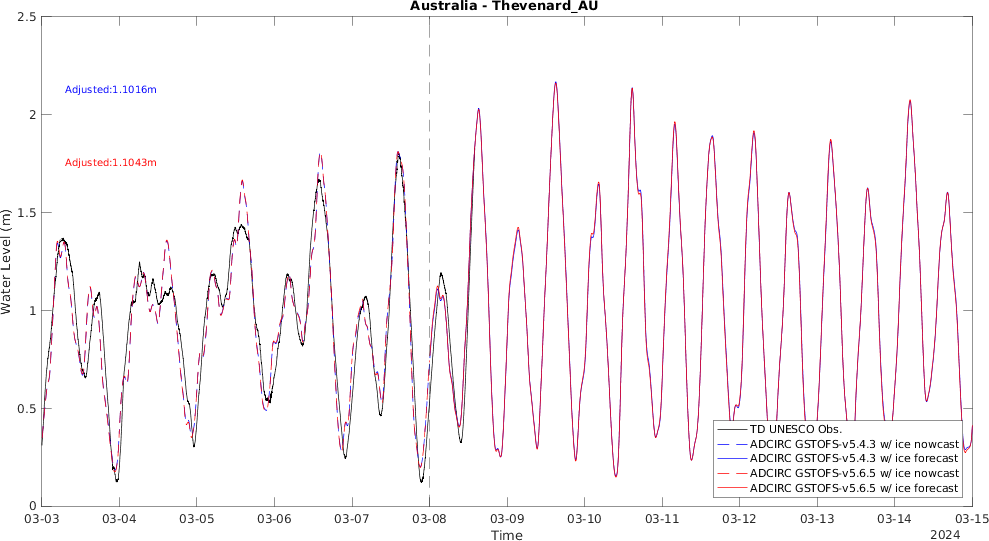 Australia - Thevenard_AU
2.5
2
1.5
1
0.5
0
Water Level (m)
Adjusted:1.1016m
Adjusted:1.1043m
TD UNESCO Obs.
ADCIRC GSTOFS-v5.4.3 w/ ice nowcast
ADCIRC GSTOFS-v5.4.3 w/ ice forecast
ADCIRC GSTOFS-v5.6.5 w/ ice nowcast
ADCIRC GSTOFS-v5.6.5 w/ ice forecast
03-03 03-04 03-05 03-06 03-07 03-08 03-09 03-10 03-11 03-12 03-13 03-14 03-15
Time
2024